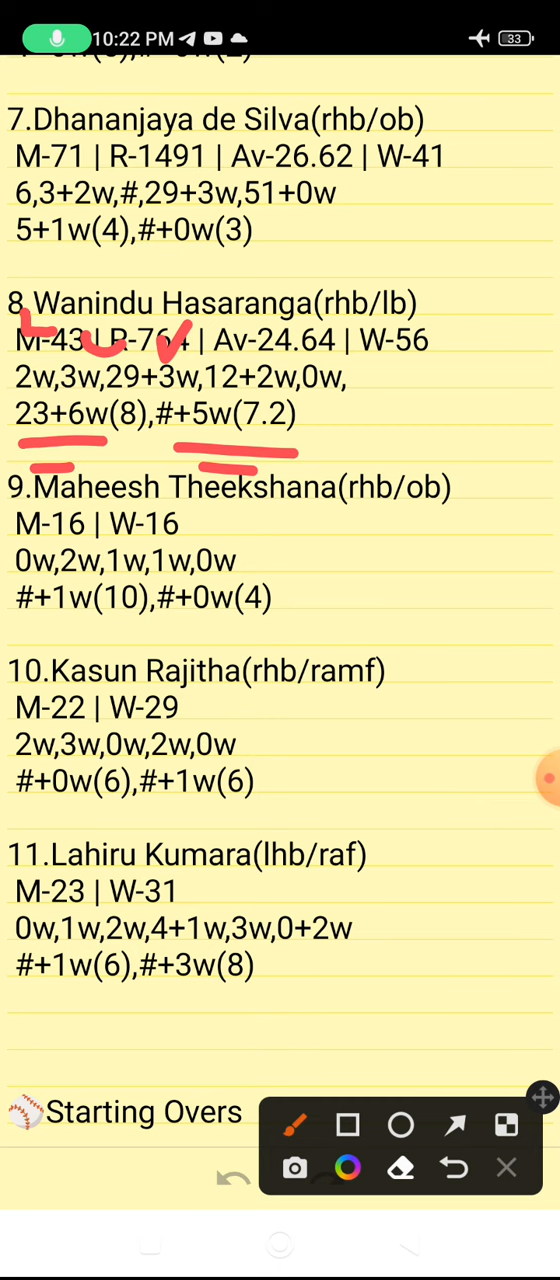 10:22 PM
33
7.Dhananjaya de Silva(rhb/ob)
M-71 | R-1491 | Av-26.62 | W-41
6,3+2w,#,29+3w,51+0w
5+1w(4),#+0w(3)
8.Wanindu Hasaranga(rhb/lb)
M-43 | R-764 | Av-24.64 | W-56
2w,3w,29+3w,12+2w,0w,
23+6w(8),#+5w(7.2)
9.Maheesh Theekshana(rhb/ob)
M-16 | W-16
0w,2w,1w,1w,0w
#+1w(10),#+0w(4)
10.Kasun Rajitha(rhb/ramf)
M-22 | W-29
2w,3w,0w,2w,0w
#+0w(6),#+1w(6)
11.Lahiru Kumara(lhb/raf)
M-23 | W-31
0w,1w,2w,4+1w,3w,0+2w
#+1w(6),#+3w(8)
Starting Overs